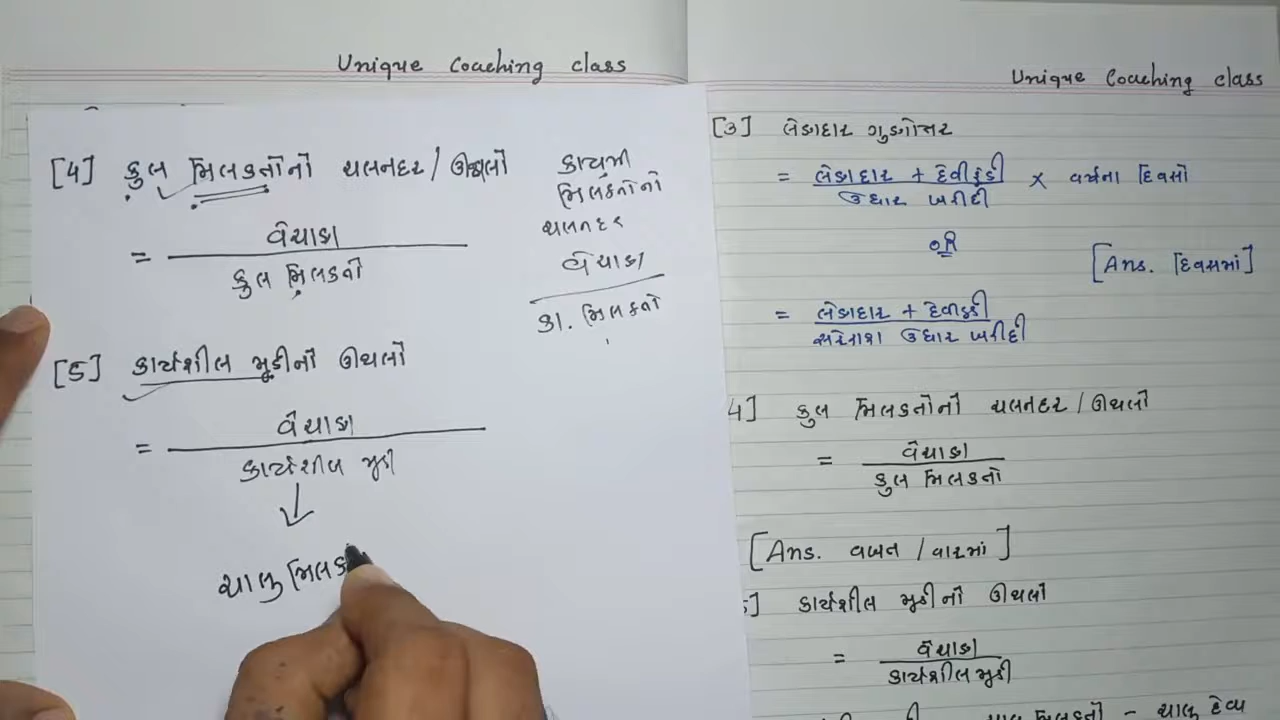 Unique Coaching class
[4] કુલ મિલકતોનો ચલનદર / ઊથલો
= વેચાણ
કુલ મિલકતો
કાયમી
મિલકતોનો
ચલનદર
વેચાણ
કા. મિલકતો
[5] કાર્યશીલ મૂડીનો ઊથલો
= વેચાણ
કાર્યશીલ મૂડી
ચાલુ મિલક
Unique Coaching class
[3] લેણદાર ગુણોત્તર
= લેણદાર + દેવીહૂંડી × વર્ષના દિવસો
ઉધાર ખરીદી
OR
[Ans. દિવસમાં]
= લેણદાર + દેવીહૂંડી
સરેરાશ ઉધાર ખરીદી
4] કુલ મિલકતોનો ચલનદર / ઊથલો
= વેચાણ
કુલ મિલકતો
[Ans. વખત / વારમાં]
5] કાર્યશીલ મૂડીનો ઊથલો
= વેચાણ
કાર્યશીલ મૂડી
મિલકતો - ચાલુ દેવા